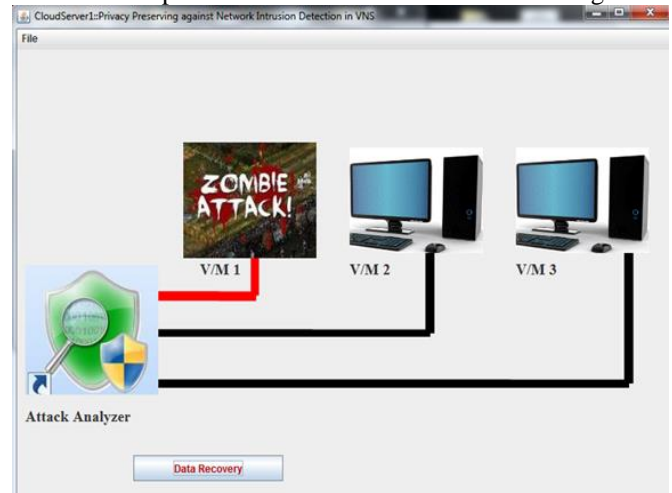 CloudServer1::Privacy Preserving against Network Intrusion Detection in VNS
File
ZOMBIE
ATTACK!
V/M 1
V/M 2
V/M 3
Attack Analyzer
Data Recovery